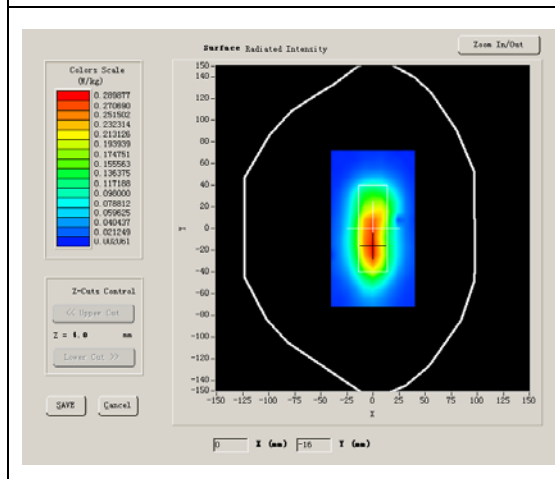 Surface Radiated Intensity
Zoom In/Out
Colors Scale
(W/kg)
0.289877
0.270690
0.251502
0.232314
0.213126
0.193939
0.174751
0.155563
0.136375
0.117188
0.098000
0.078812
0.059625
0.040437
0.021249
0.002061
Z-Cuts Control
<< Upper Cut
Z = mm
Lower Cut >>
SAVE Cancel
150
140
120
100
80
60
40
20
0
-20
-40
-60
-80
-100
-120
-140
-150
Y
-150 -125 -100 -75 -50 -25 0 25 50 75 100 125 150
X
0 X (mm) -16 Y (mm)